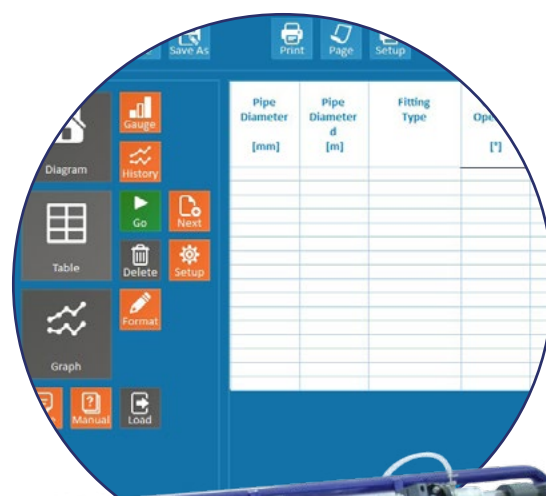 Save As
Print
Page
Setup
Diagram
Gauge
History
Table
Go
Next
Delete
Setup
Graph
Format
Manual
Load
Pipe
Diameter
[mm]
Pipe
Diameter
d
[m]
Fitting
Type
[°]